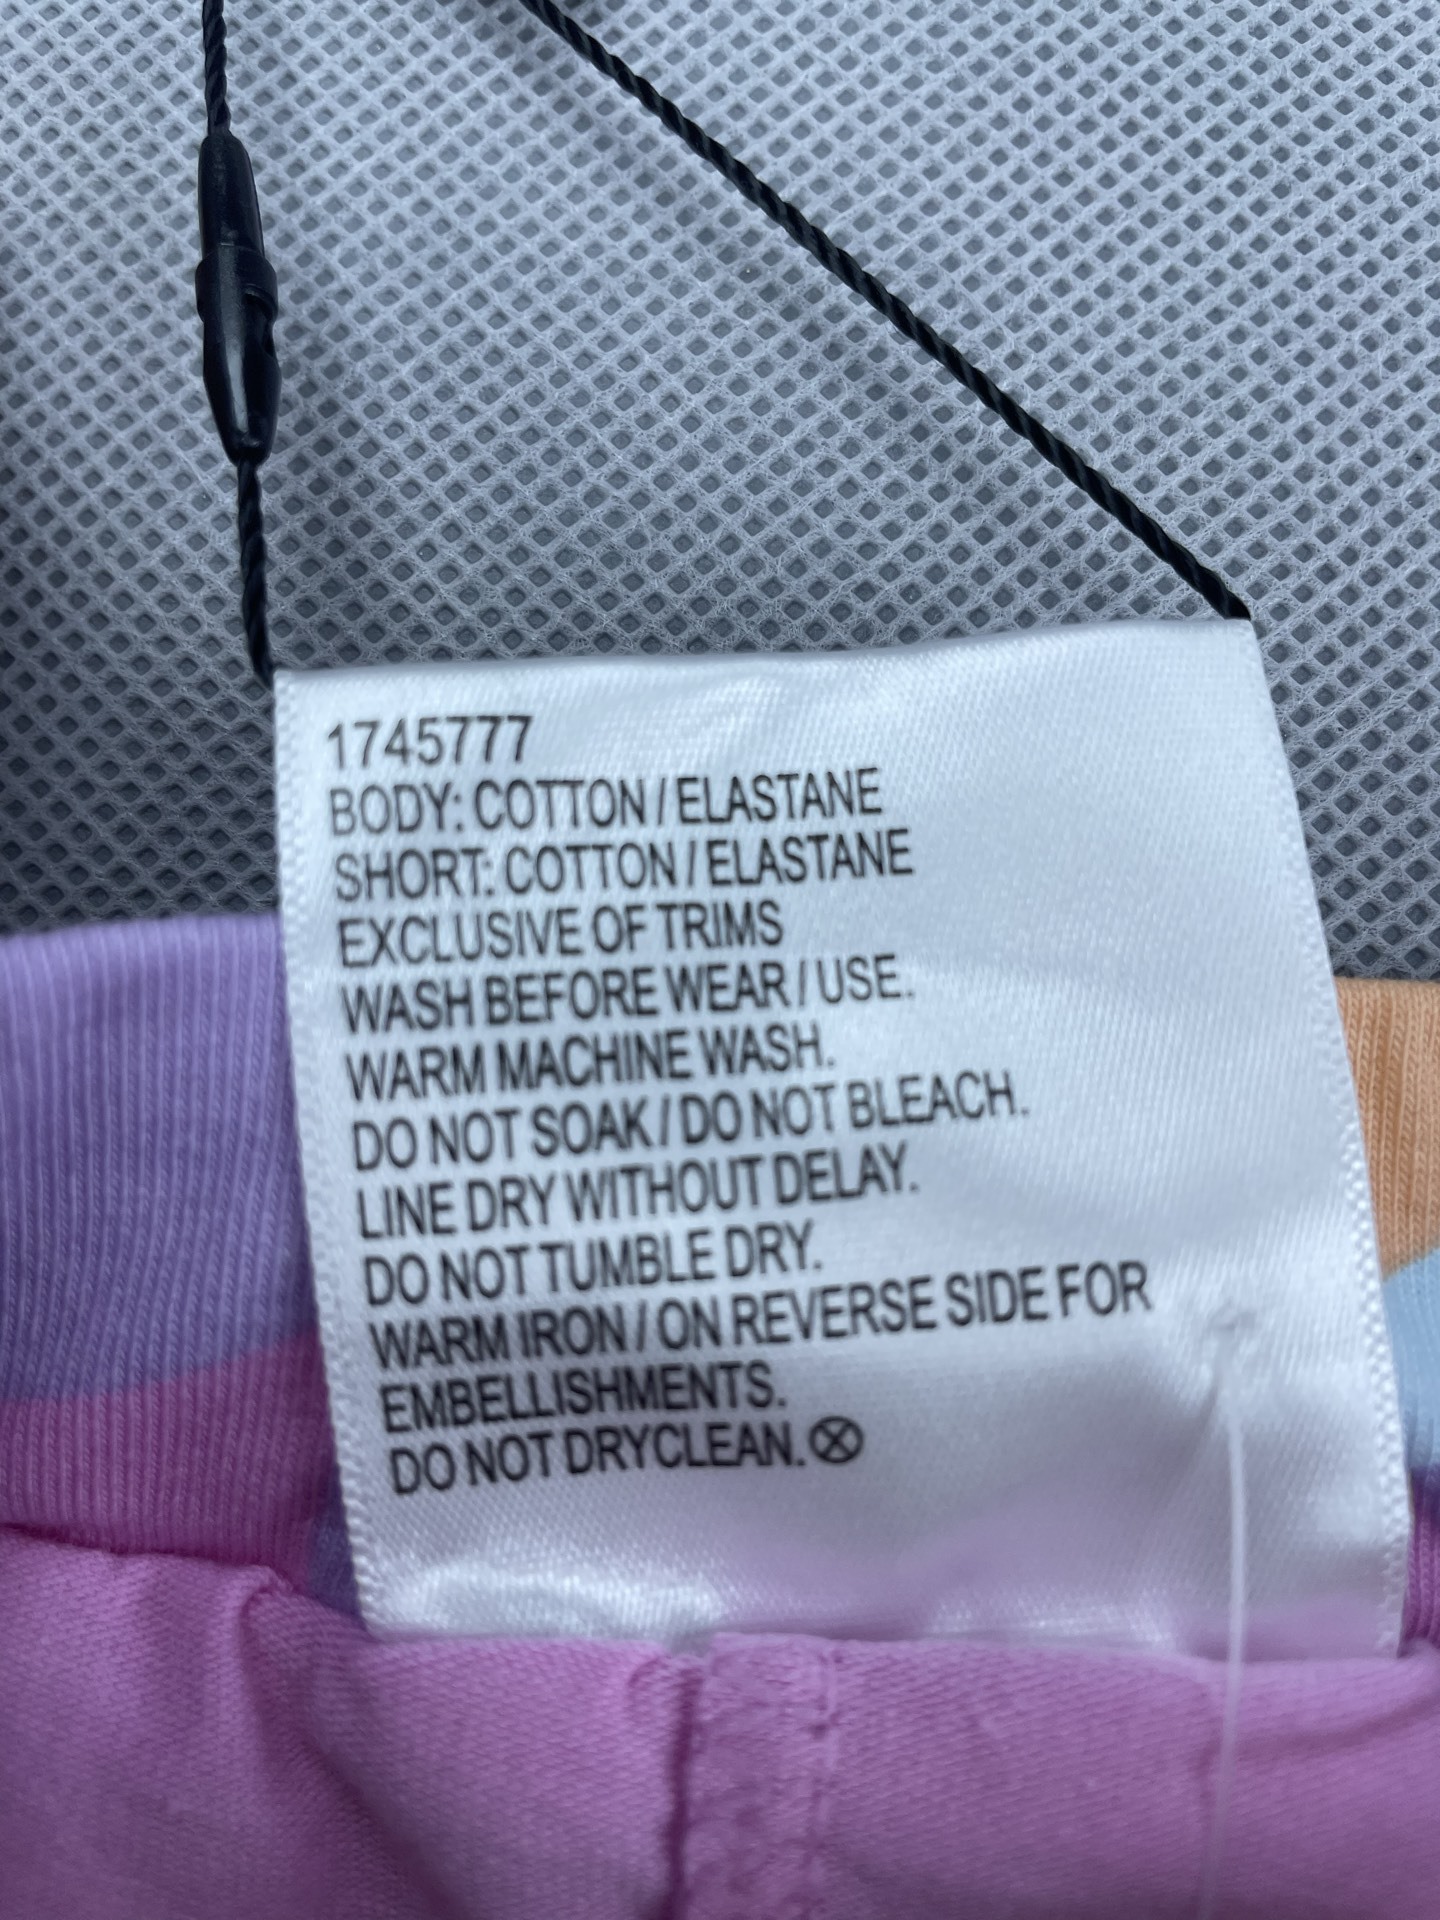 1745777
BODY: COTTON / ELASTANE
SHORT: COTTON / ELASTANE
EXCLUSIVE OF TRIMS
WASH BEFORE WEAR / USE.
WARM MACHINE WASH.
DO NOT SOAK / DO NOT BLEACH.
LINE DRY WITHOUT DELAY.
DO NOT TUMBLE DRY.
WARM IRON / ON REVERSE SIDE FOR
EMBELLISHMENTS.
DO NOT DRYCLEAN.